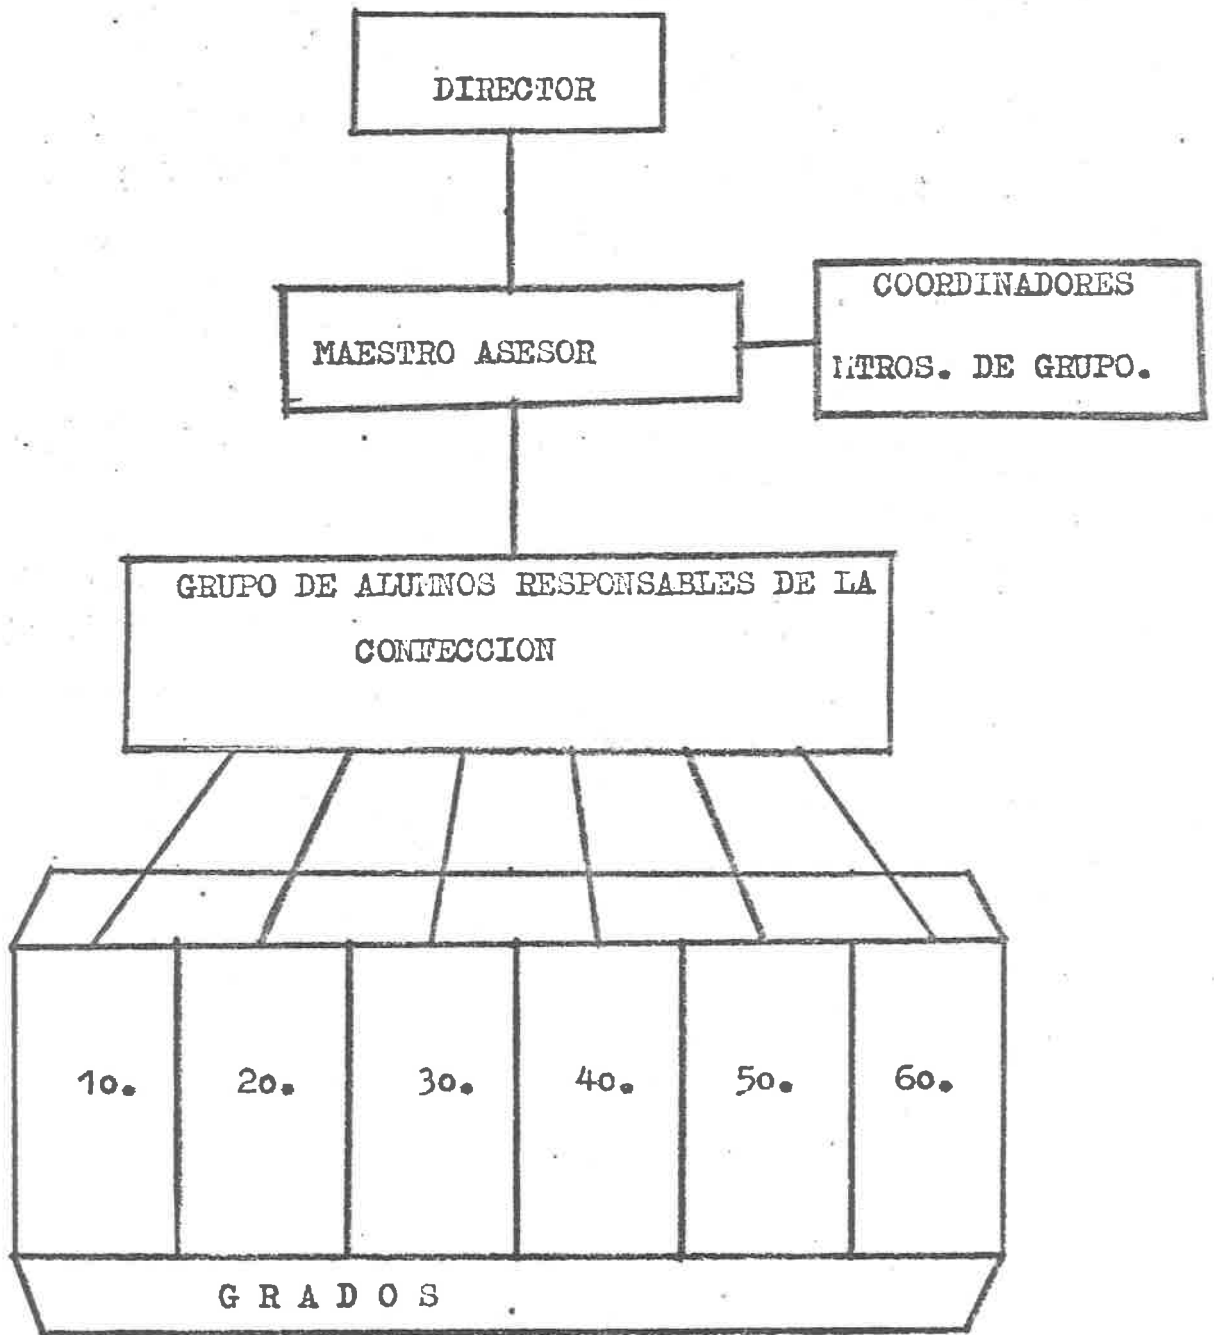 DIRECTOR
MAESTRO ASESOR
COORDINADORES
MTROS. DE GRUPO.
GRUPO DE ALUMNOS RESPONSABLES DE LA
CONFECCION
1o.
2o.
3o.
4o.
5o.
6o.
G R A D O S